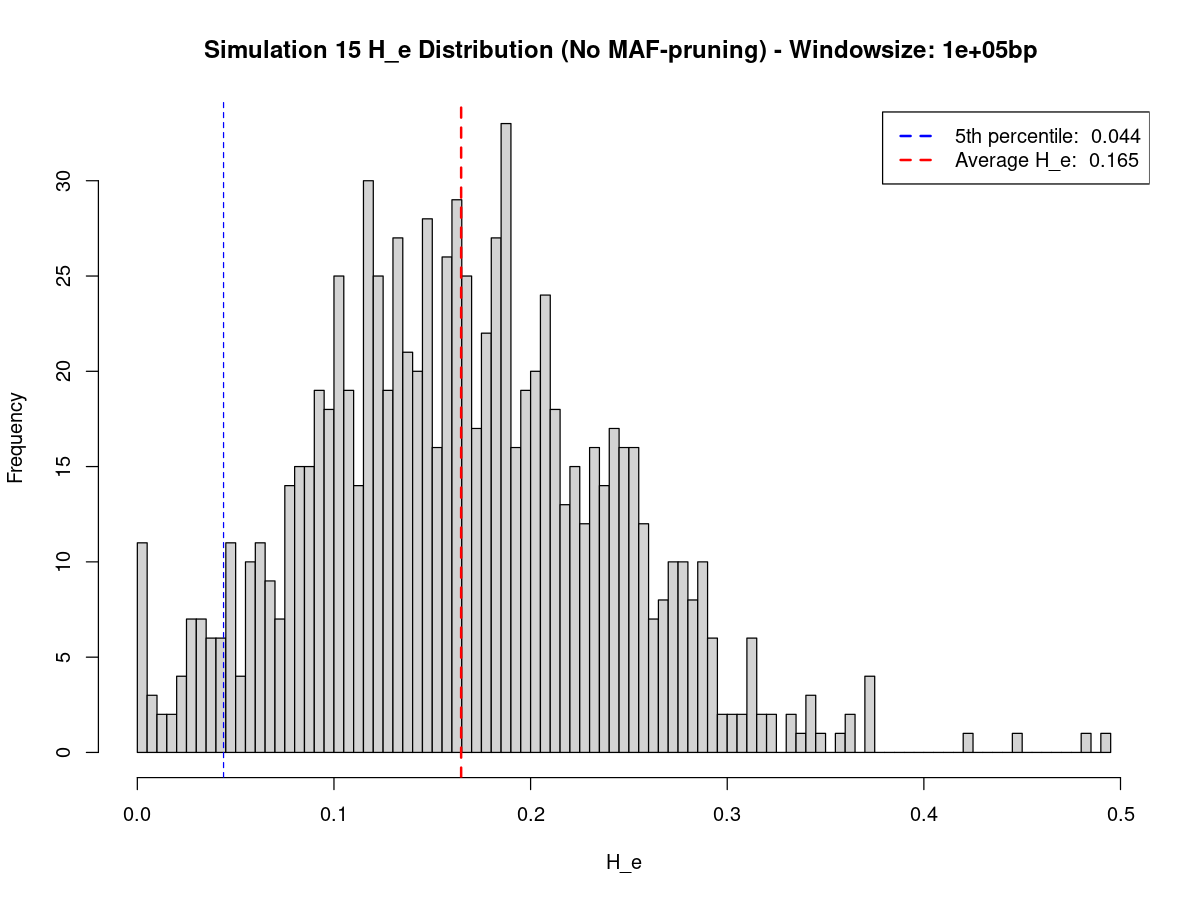 Simulation 15 H_e Distribution (No MAF-pruning) - Windowsize: 1e+05bp
5th percentile:  0.044
Average H_e:  0.165
Frequency
30
25
20
15
10
5
0
0.0 0.1 0.2 0.3 0.4 0.5
H_e